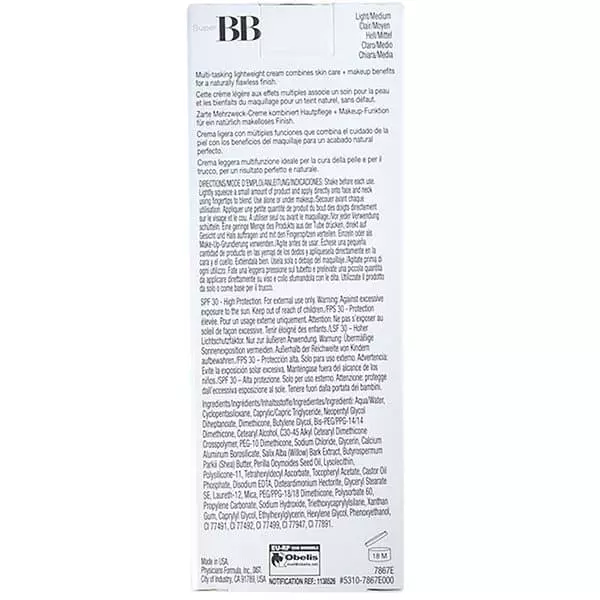 Super BB
Light/Medium
Clair/Moyen
Hell/Mittel
Claro/Medio
Chiara/Media
Multi-tasking lightweight cream combines skin care + makeup benefits
for a naturally flawless finish.
Cette crème légère aux effets multiples associe un soin pour la peau
et les bienfaits du maquillage pour un teint naturel, sans défaut.
Zarte Mehrzweck-Creme kombiniert Hautpflege + Makeup-Funktion
für ein natürlich makelloses Finish.
Crema ligera con múltiples funciones que combina el cuidado de la
piel con los beneficios del maquillaje para un acabado natural
perfecto.
Crema leggera multifunzione ideale per la cura della pelle e per il
trucco, per un risultato perfetto e naturale.
DIRECTIONS/MODE D'EMPLOI/ANLEITUNG/INDICACIONES: Shake before each use.
Lightly squeeze a small amount of product and apply directly onto face and neck
using fingertips to blend. Use alone or under makeup./Secouer avant chaque
utilisation. Appliquer une petite quantité de produit du bout des doigts directement
sur le visage et le cou. A utiliser seul ou avant le maquillage./Vor jeder Verwendung
schütteln. Eine geringe Menge des Produkts aus der Tube drücken, direkt auf
Gesicht und Hals auftragen und mit den Fingerspitzen verteilen. Einzeln oder als
Make-Up-Grundierung verwenden./Agite antes de usar. Échese una pequeña
cantidad de producto en las yemas de los dedos y aplíquesela directamente en la
cara y el cuello. Extiendala bien. Úsela sola o debajo del maquillaje./Agitate prima di
ogni utilizzo. Fate una leggera pressione sul tubetto e prelevate una piccola quantità
da applicare direttamente su viso e collo con la punta delle dita. Utilizzate il prodotto
da solo o come base per il trucco.
SPF 30 - High Protection. For external use only. Warning: Against excessive
exposure to the sun. Keep out of reach of children./FPS 30 - Protection
élevée. Pour un usage externe uniquement. Attention: Ne pas s'exposer au
soleil de façon excessive. Tenir éloigné des enfants./LSF 30 - Hoher
Lichtschutzfaktor. Nur zur äußeren Anwendung. Warnung: Übermäßige
Sonnenexposition vermeiden. Außerhalb der Reichweite von Kindern
aufbewahren./FPS 30 - Protección alta. Solo para uso externo. Advertencia:
Evite la exposición solar excesiva. Manténgase fuera del alcance de los
niños./SPF 30 - Alta protezione. Solo per uso esterno. Attenzione: protegge
dall'eccessiva esposizione al sole. Tenere fuori dalla portata dei bambini.
Ingredients/Ingrédients/Inhaltsstoffe/Ingredientes/Ingredienti: Aqua/Water,
Cyclopentasiloxane, Caprylic/Capric Triglyceride, Neopentyl Glycol
Diheptanoate, Dimethicone, Butylene Glycol, Bis-PEG/PPG-14/14
Dimethicone, Cetearyl Alcohol, C30-45 Alkyl Cetearyl Dimethicone
Crosspolymer, PEG-10 Dimethicone, Sodium Chloride, Glycerin, Calcium
Aluminum Borosilicate, Salix Alba (Willow) Bark Extract, Butyrospermum
Parkii (Shea) Butter, Perilla Ocymoides Seed Oil, Lysolecithin,
Polysilicone-11, Tetrahexyldecyl Ascorbate, Tocopheryl Acetate, Castor Oil
Phosphate, Disodium EDTA, Disteardimonium Hectorite, Glyceryl Stearate
SE, Laureth-12, Mica, PEG/PPG-18/18 Dimethicone, Polysorbate 60,
Propylene Carbonate, Sodium Hydroxide, Triethoxycaprylylsilane, Xanthan
Gum, Caprylyl Glycol, Ethylhexylglycerin, Hexylene Glycol, Phenoxyethanol,
CI 77491, CI 77492, CI 77499, CI 77947, CI 77891.
Made in USA.
Physicians Formula, Inc., DIST.
City of Industry, CA 91789, USA
EU-RP
Obelis
mail@obelis.net
NOTIFICATION REF.: 1138526
18 M
7867E
#5310-7867E000